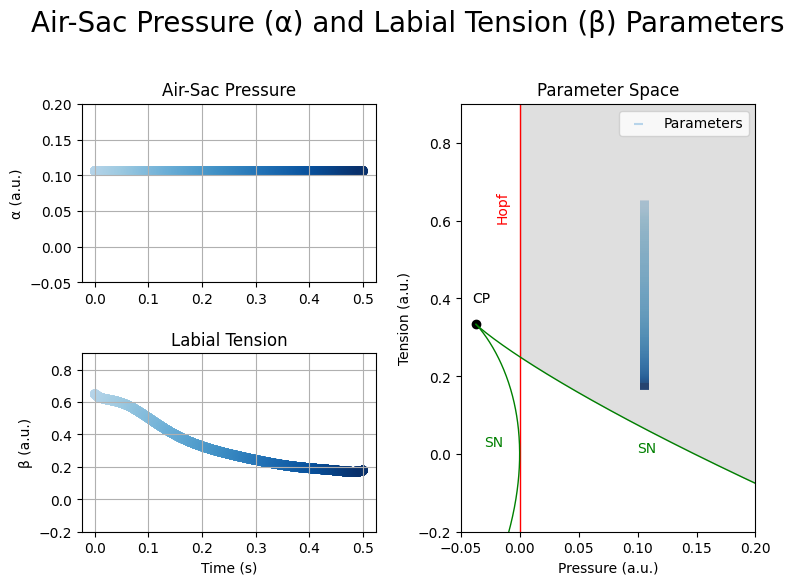 Air-Sac Pressure (α) and Labial Tension (β) Parameters
Air-Sac Pressure
α (a.u.)
0.20
0.15
0.10
0.05
0.00
−0.05
0.0 0.1 0.2 0.3 0.4 0.5
Labial Tension
β (a.u.)
0.8
0.6
0.4
0.2
0.0
−0.2
0.0 0.1 0.2 0.3 0.4 0.5
Time (s)
Parameter Space
Parameters
Tension (a.u.)
0.8
0.6
0.4
0.2
0.0
−0.2
Hopf
CP
SN
SN
−0.05 0.00 0.05 0.10 0.15 0.20
Pressure (a.u.)